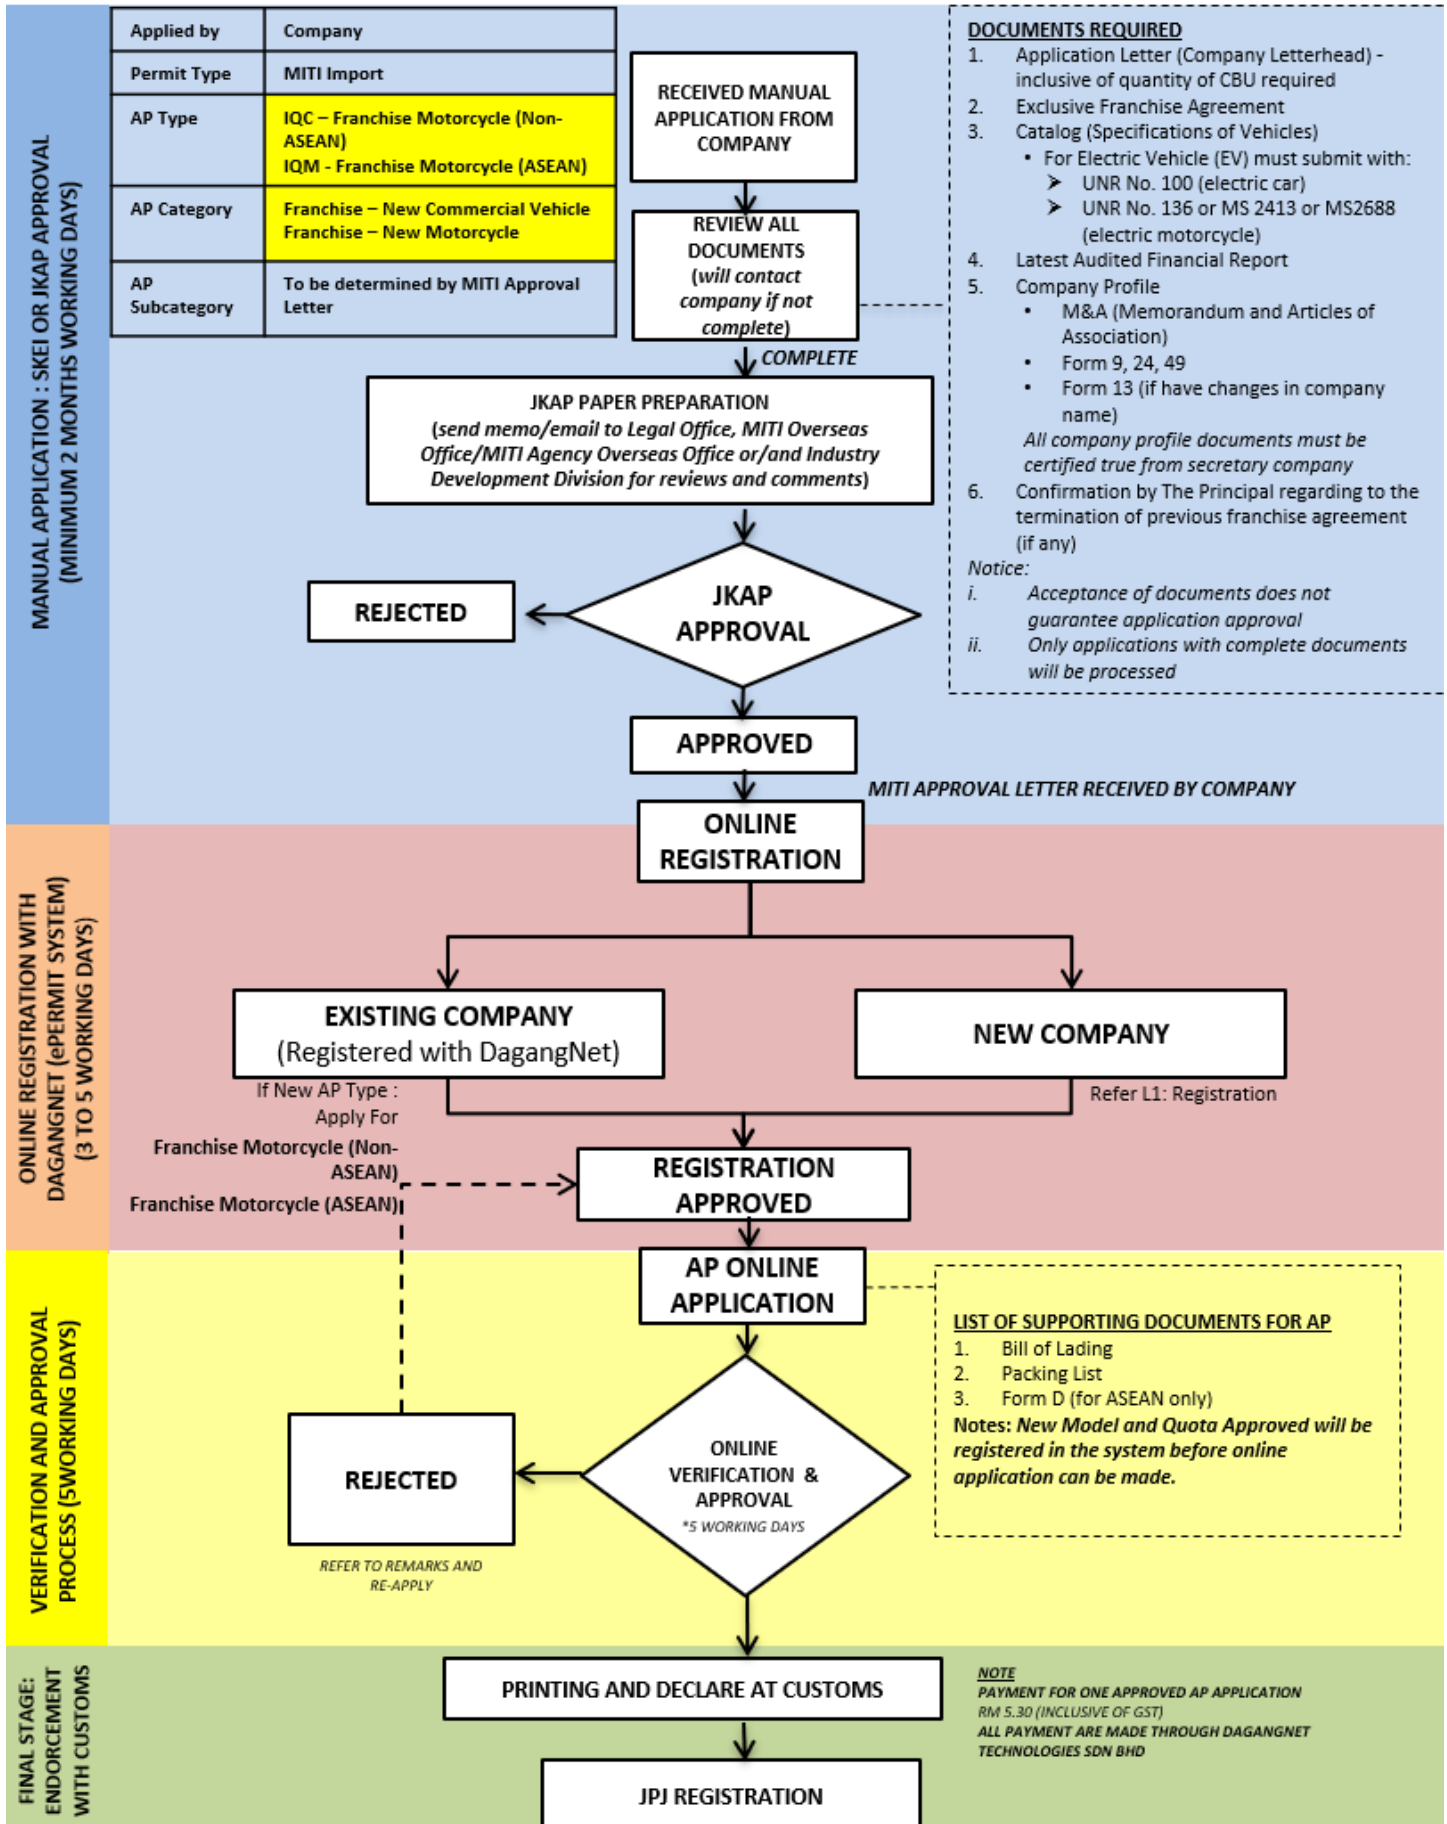 MANUAL APPLICATION : SKEI OR JKAP APPROVAL
(MINIMUM 2 MONTHS WORKING DAYS)
Applied by
Company
Permit Type
MITI Import
AP Type
IQC – Franchise Motorcycle (Non-
ASEAN)
IQM - Franchise Motorcycle (ASEAN)
AP Category
Franchise – New Commercial Vehicle
Franchise – New Motorcycle
AP
Subcategory
To be determined by MITI Approval
Letter
RECEIVED MANUAL
APPLICATION FROM
COMPANY
REVIEW ALL
DOCUMENTS
(will contact
company if not
complete)
COMPLETE
DOCUMENTS REQUIRED
1. Application Letter (Company Letterhead) -
inclusive of quantity of CBU required
2. Exclusive Franchise Agreement
3. Catalog (Specifications of Vehicles)
• For Electric Vehicle (EV) must submit with:
➤ UNR No. 100 (electric car)
➤ UNR No. 136 or MS 2413 or MS2688
(electric motorcycle)
4. Latest Audited Financial Report
5. Company Profile
• M&A (Memorandum and Articles of
Association)
• Form 9, 24, 49
• Form 13 (if have changes in company
name)
All company profile documents must be
certified true from secretary company
6. Confirmation by The Principal regarding to the
termination of previous franchise agreement
(if any)
Notice:
i. Acceptance of documents does not
guarantee application approval
ii. Only applications with complete documents
will be processed
JKAP PAPER PREPARATION
(send memo/email to Legal Office, MITI Overseas
Office/MITI Agency Overseas Office or/and Industry
Development Division for reviews and comments)
REJECTED
JKAP
APPROVAL
APPROVED
MITI APPROVAL LETTER RECEIVED BY COMPANY
ONLINE REGISTRATION WITH
DAGANGNET (ePERMIT SYSTEM)
(3 TO 5 WORKING DAYS)
ONLINE
REGISTRATION
EXISTING COMPANY
(Registered with DagangNet)
NEW COMPANY
If New AP Type :
Apply For
Franchise Motorcycle (Non-
ASEAN)
Franchise Motorcycle (ASEAN)
Refer L1: Registration
REGISTRATION
APPROVED
VERIFICATION AND APPROVAL
PROCESS (5WORKING DAYS)
AP ONLINE
APPLICATION
LIST OF SUPPORTING DOCUMENTS FOR AP
1. Bill of Lading
2. Packing List
3. Form D (for ASEAN only)
Notes: New Model and Quota Approved will be
registered in the system before online
application can be made.
REJECTED
REFER TO REMARKS AND
RE-APPLY
ONLINE
VERIFICATION &
APPROVAL
*5 WORKING DAYS
FINAL STAGE:
ENDORCEMENT
WITH CUSTOMS
PRINTING AND DECLARE AT CUSTOMS
JPJ REGISTRATION
NOTE
PAYMENT FOR ONE APPROVED AP APPLICATION
RM 5.30 (INCLUSIVE OF GST)
ALL PAYMENT ARE MADE THROUGH DAGANGNET
TECHNOLOGIES SDN BHD